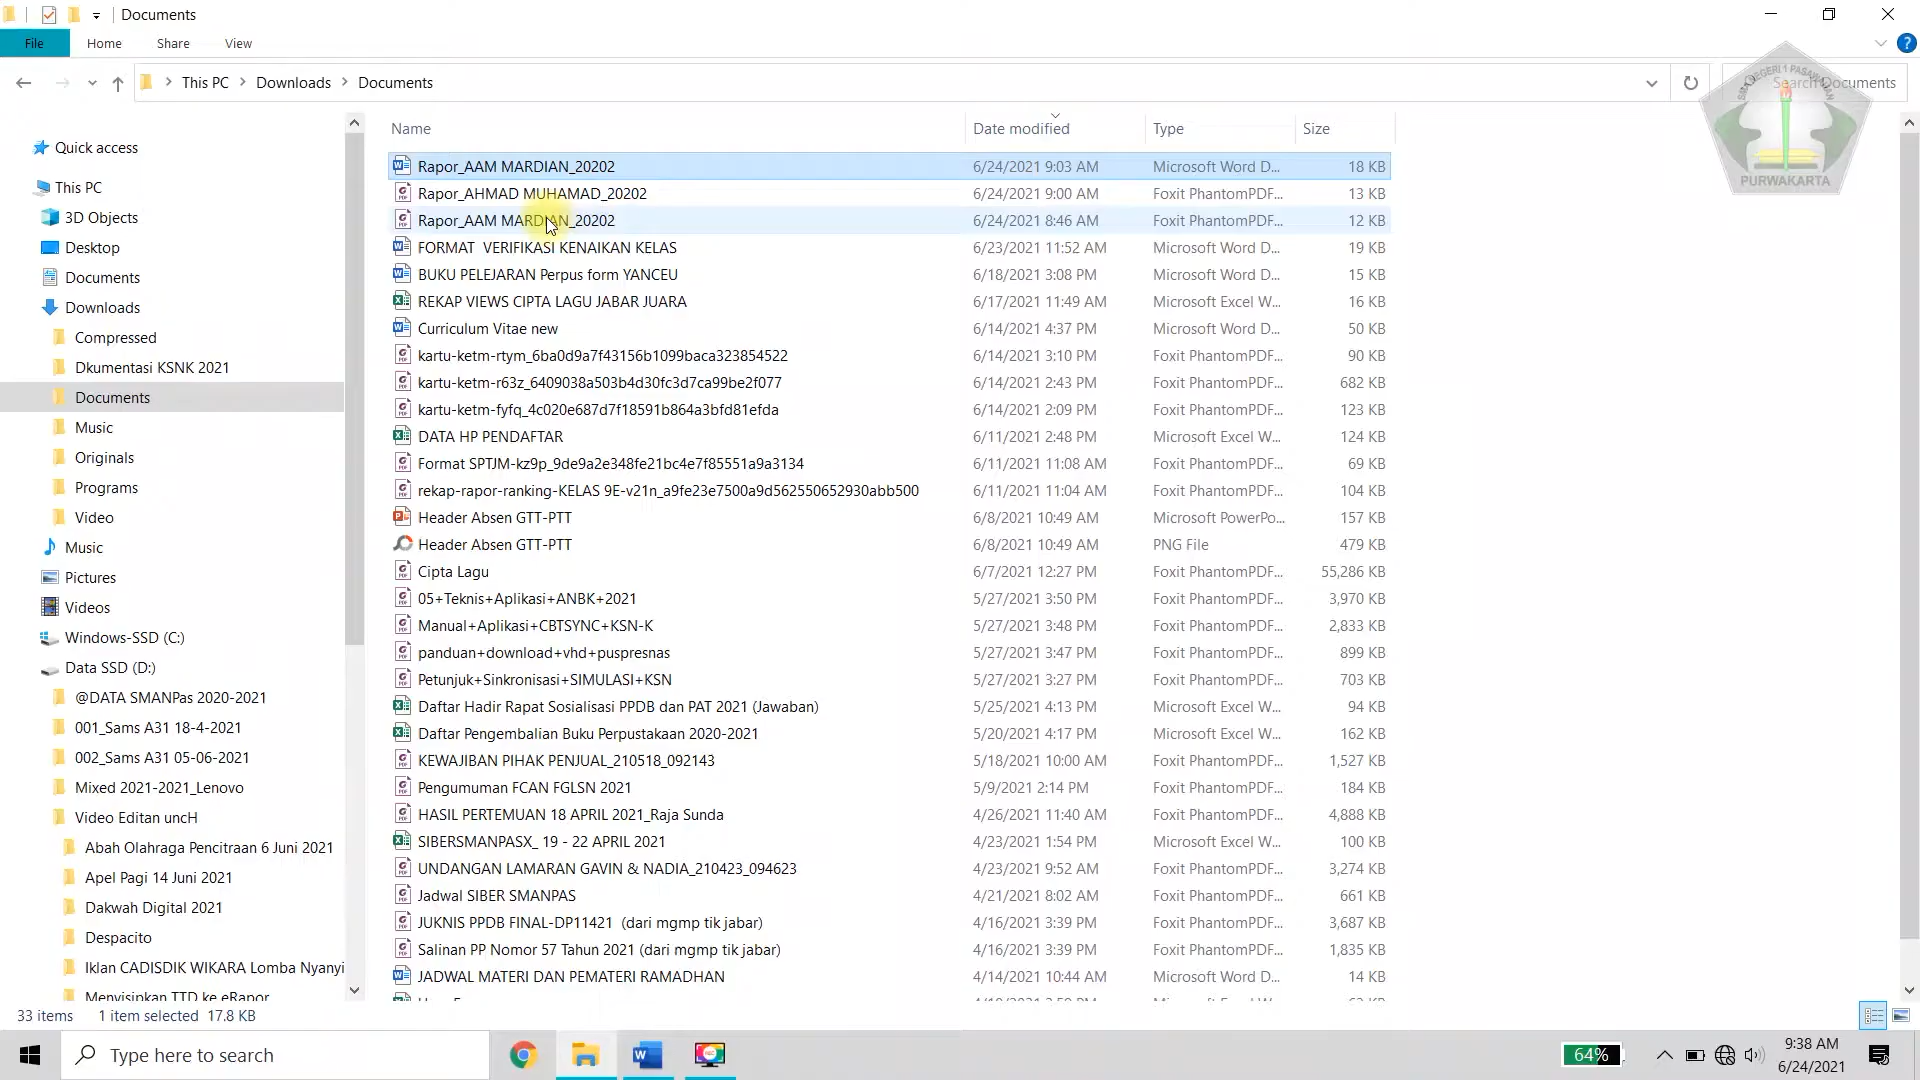 Documents
File Home Share View
This PC > Downloads > Documents
Search Documents
SMA NEGERI 1 PASAWAHAN
PURWAKARTA
Name Date modified Type Size
Quick access
This PC
3D Objects
Desktop
Documents
Downloads
Compressed
Dkumentasi KSNK 2021
Documents
Music
Originals
Programs
Video
Music
Pictures
Videos
Windows-SSD (C:)
Data SSD (D:)
@DATA SMANPas 2020-2021
001_Sams A31 18-4-2021
002_Sams A31 05-06-2021
Mixed 2021-2021_Lenovo
Video Editan uncH
Abah Olahraga Pencitraan 6 Juni 2021
Apel Pagi 14 Juni 2021
Dakwah Digital 2021
Despacito
Iklan CADISDIK WIKARA Lomba Nyanyi
Menyisipkan TTD ke eRapor
Rapor_AAM MARDIAN_20202 6/24/2021 9:03 AM Microsoft Word D... 18 KB
Rapor_AHMAD MUHAMAD_20202 6/24/2021 9:00 AM Foxit PhantomPDF... 13 KB
Rapor_AAM MARDIAN_20202 6/24/2021 8:46 AM Foxit PhantomPDF... 12 KB
FORMAT  VERIFIKASI KENAIKAN KELAS 6/23/2021 11:52 AM Microsoft Word D... 19 KB
BUKU PELEJARAN Perpus form YANCEU 6/18/2021 3:08 PM Microsoft Word D... 15 KB
REKAP VIEWS CIPTA LAGU JABAR JUARA 6/17/2021 11:49 AM Microsoft Excel W... 16 KB
Curriculum Vitae new 6/14/2021 4:37 PM Microsoft Word D... 50 KB
kartu-ketm-rtym_6ba0d9a7f43156b1099baca323854522 6/14/2021 3:10 PM Foxit PhantomPDF... 90 KB
kartu-ketm-r63z_6409038a503b4d30fc3d7ca99be2f077 6/14/2021 2:43 PM Foxit PhantomPDF... 682 KB
kartu-ketm-fyfq_4c020e687d7f18591b864a3bfd81efda 6/14/2021 2:09 PM Foxit PhantomPDF... 123 KB
DATA HP PENDAFTAR 6/11/2021 2:48 PM Microsoft Excel W... 124 KB
Format SPTJM-kz9p_9de9a2e348fe21bc4e7f85551a9a3134 6/11/2021 11:08 AM Foxit PhantomPDF... 69 KB
rekap-rapor-ranking-KELAS 9E-v21n_a9fe23e7500a9d562550652930abb500 6/11/2021 11:04 AM Foxit PhantomPDF... 104 KB
Header Absen GTT-PTT 6/8/2021 10:49 AM Microsoft PowerPo... 157 KB
Header Absen GTT-PTT 6/8/2021 10:49 AM PNG File 479 KB
Cipta Lagu 6/7/2021 12:27 PM Foxit PhantomPDF... 55,286 KB
05+Teknis+Aplikasi+ANBK+2021 5/27/2021 3:50 PM Foxit PhantomPDF... 3,970 KB
Manual+Aplikasi+CBTSYNC+KSN-K 5/27/2021 3:48 PM Foxit PhantomPDF... 2,833 KB
panduan+download+vhd+puspresnas 5/27/2021 3:47 PM Foxit PhantomPDF... 899 KB
Petunjuk+Sinkronisasi+SIMULASI+KSN 5/27/2021 3:27 PM Foxit PhantomPDF... 703 KB
Daftar Hadir Rapat Sosialisasi PPDB dan PAT 2021 (Jawaban) 5/25/2021 4:13 PM Microsoft Excel W... 94 KB
Daftar Pengembalian Buku Perpustakaan 2020-2021 5/20/2021 4:17 PM Microsoft Excel W... 162 KB
KEWAJIBAN PIHAK PENJUAL_210518_092143 5/18/2021 10:00 AM Foxit PhantomPDF... 1,527 KB
Pengumuman FCAN FGLSN 2021 5/9/2021 2:14 PM Foxit PhantomPDF... 184 KB
HASIL PERTEMUAN 18 APRIL 2021_Raja Sunda 4/26/2021 11:40 AM Foxit PhantomPDF... 4,888 KB
SIBERSMANPASX_ 19 - 22 APRIL 2021 4/23/2021 1:54 PM Microsoft Excel W... 100 KB
UNDANGAN LAMARAN GAVIN & NADIA_210423_094623 4/23/2021 9:52 AM Foxit PhantomPDF... 3,274 KB
Jadwal SIBER SMANPAS 4/21/2021 8:02 AM Foxit PhantomPDF... 661 KB
JUKNIS PPDB FINAL-DP11421  (dari mgmp tik jabar) 4/16/2021 3:39 PM Foxit PhantomPDF... 3,687 KB
Salinan PP Nomor 57 Tahun 2021 (dari mgmp tik jabar) 4/16/2021 3:39 PM Foxit PhantomPDF... 1,835 KB
JADWAL MATERI DAN PEMATERI RAMADHAN 4/14/2021 10:44 AM Microsoft Word D... 14 KB
33 items 1 item selected 17.8 KB
Type here to search
64%
9:38 AM
6/24/2021